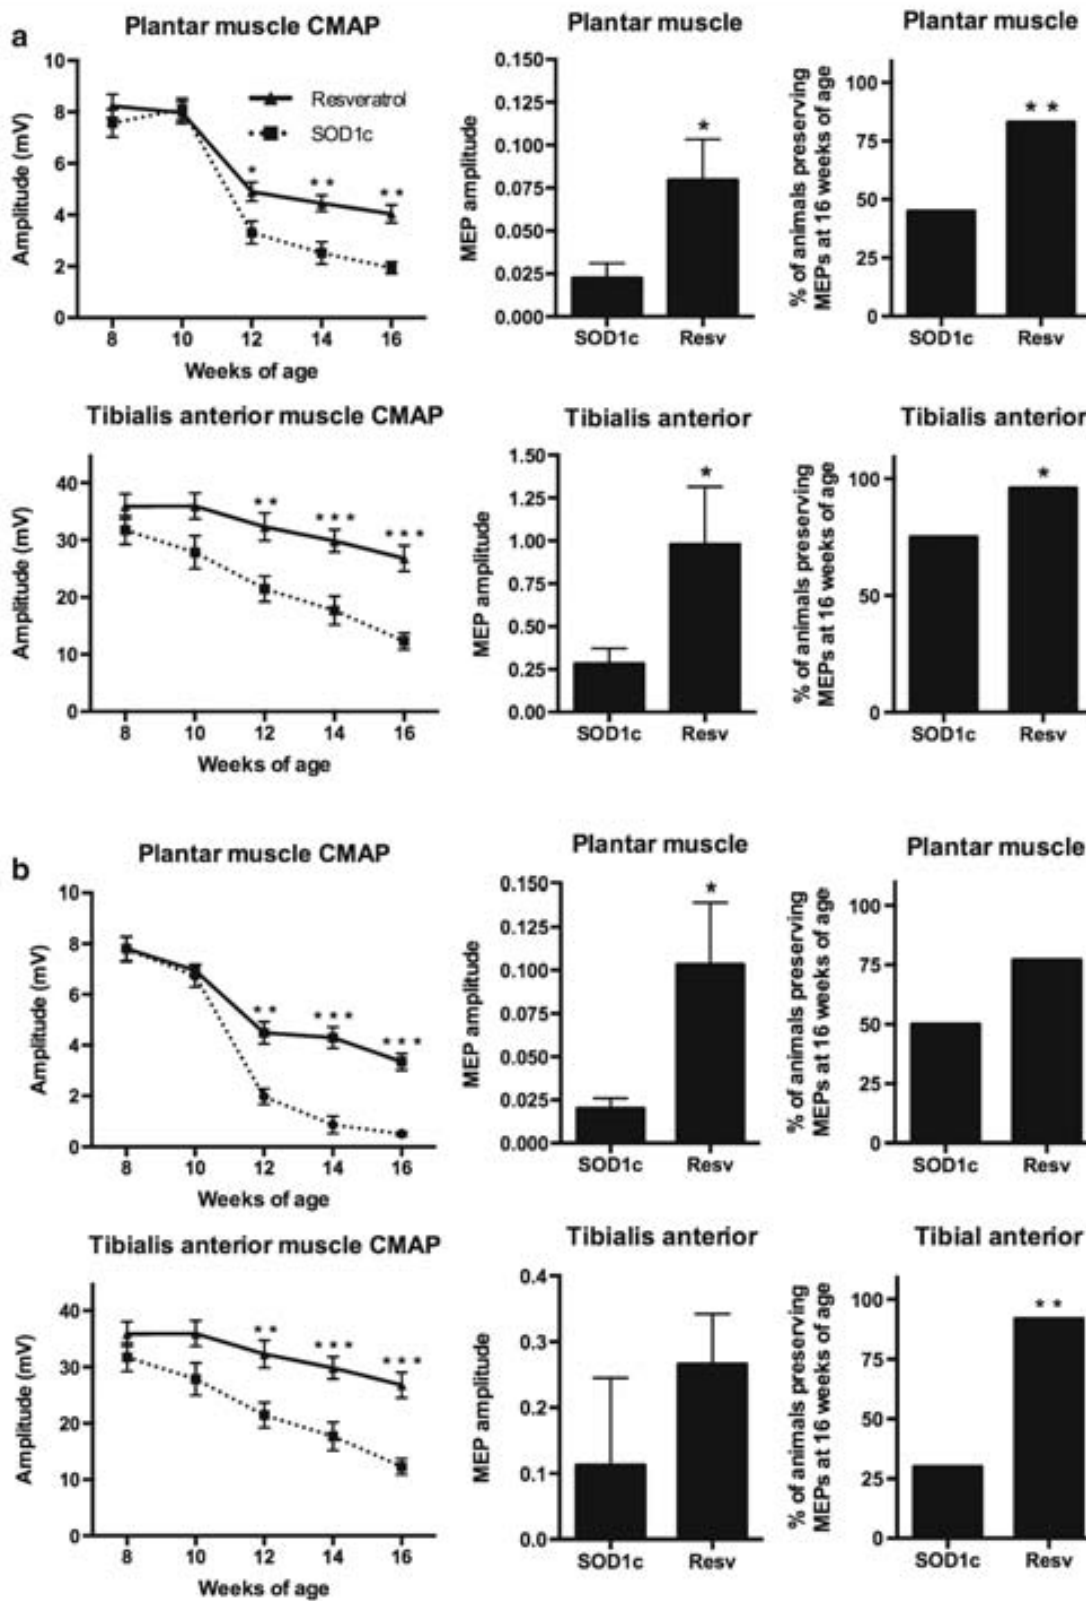 a
Plantar muscle CMAP
Amplitude (mV)
10
8
6
4
2
0
Resveratrol
SOD1c
*
* *
* *
8 10 12 14 16
Weeks of age
Plantar muscle
MEP amplitude
0.150
0.125
0.100
0.075
0.050
0.025
0.000
*
SOD1c Resv
Plantar muscle
% of animals preserving
MEPs at 16 weeks of age
100
75
50
25
0
* *
SOD1c Resv
Tibialis anterior muscle CMAP
Amplitude (mV)
40
30
20
10
0
* *
* * *
* * *
8 10 12 14 16
Weeks of age
Tibialis anterior
MEP amplitude
1.50
1.25
1.00
0.75
0.50
0.25
0.00
*
SOD1c Resv
Tibialis anterior
% of animals preserving
MEPs at 16 weeks of age
100
50
0
*
SOD1c Resv
b
Plantar muscle CMAP
Amplitude (mV)
10
8
6
4
2
0
* *
* * *
* * *
8 10 12 14 16
Weeks of age
Plantar muscle
MEP amplitude
0.150
0.125
0.100
0.075
0.050
0.025
0.000
*
SOD1c Resv
Plantar muscle
% of animals preserving
MEPs at 16 weeks of age
100
75
50
25
0
SOD1c Resv
Tibialis anterior muscle CMAP
Amplitude (mV)
40
30
20
10
0
* *
* * *
* * *
8 10 12 14 16
Weeks of age
Tibialis anterior
MEP amplitude
0.4
0.3
0.2
0.1
0.0
SOD1c Resv
Tibial anterior
% of animals preserving
MEPs at 16 weeks of age
100
75
50
25
0
* *
SOD1c Resv